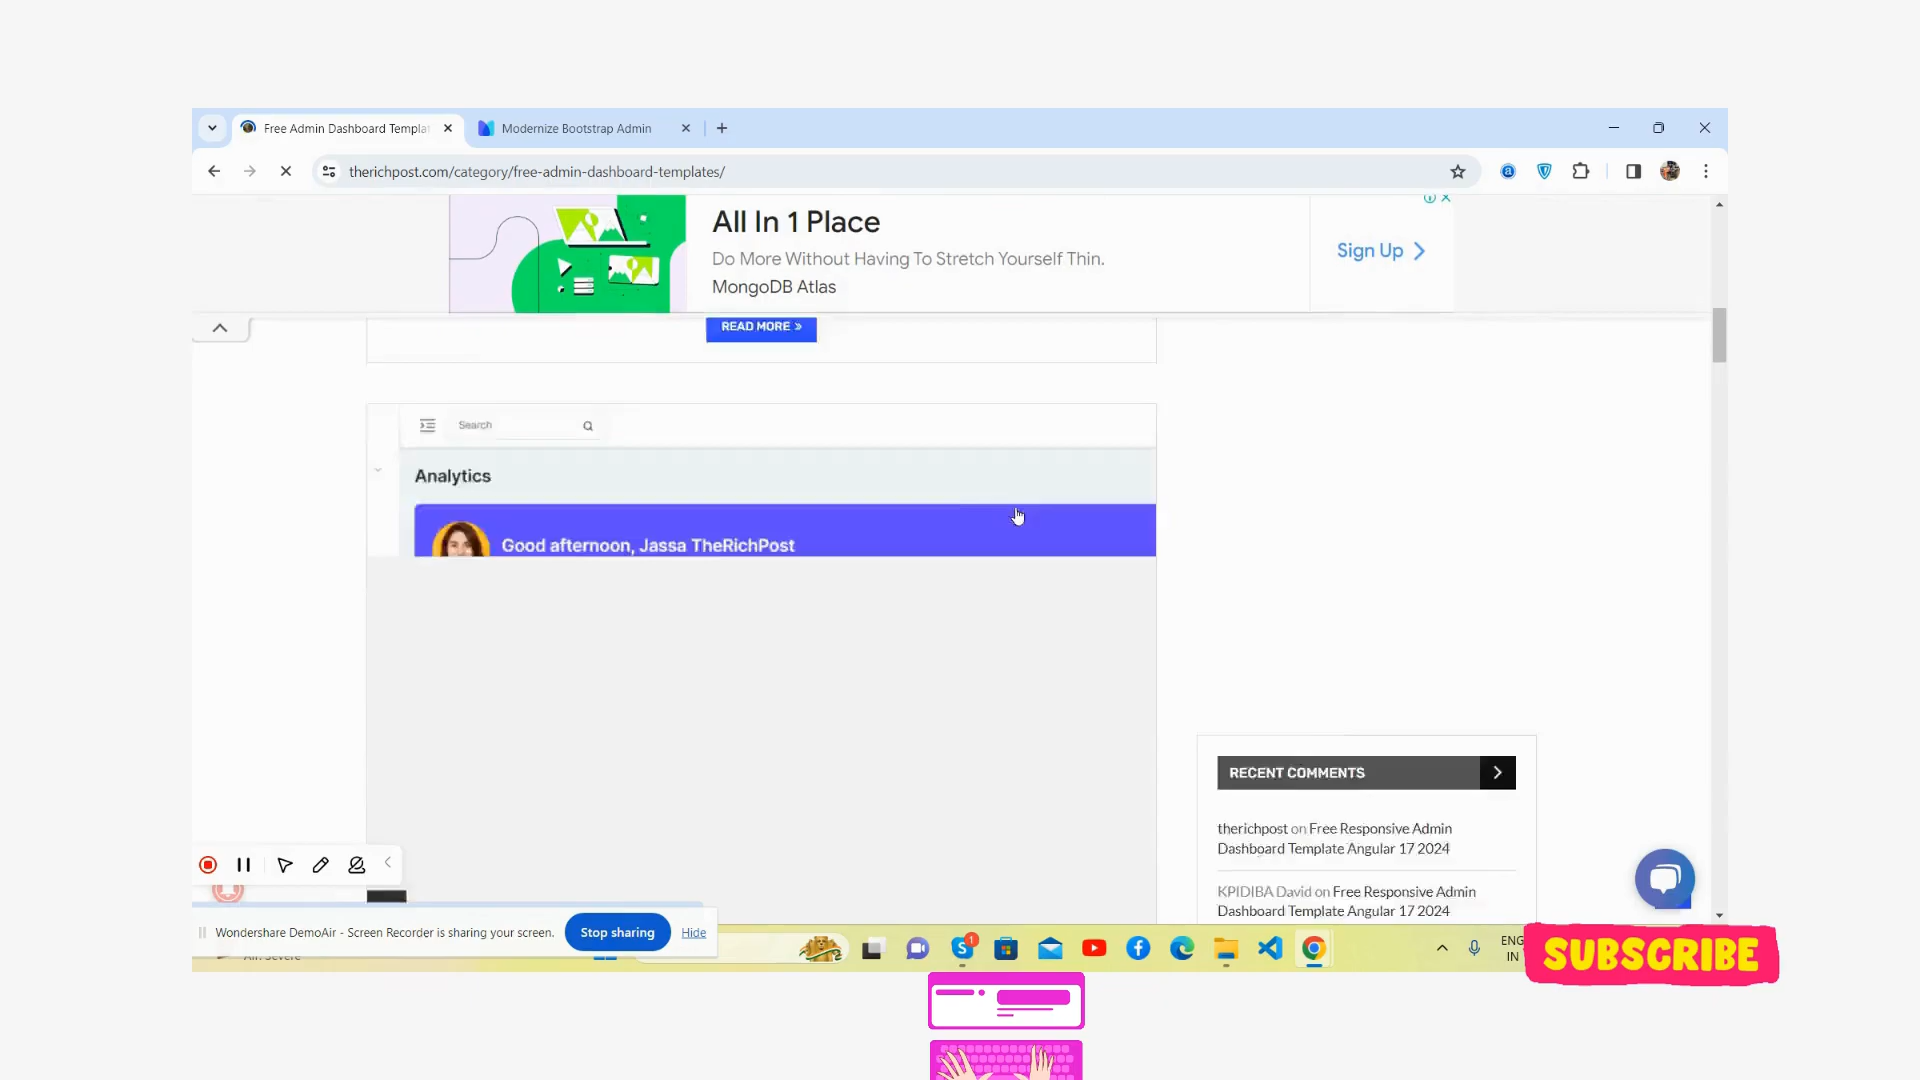 Free Admin Dashboard Templat
Modernize Bootstrap Admin
therichpost.com/category/free-admin-dashboard-templates/
All In 1 Place
Do More Without Having To Stretch Yourself Thin.
MongoDB Atlas
Sign Up
READ MORE »
Search
Analytics
Good afternoon, Jassa TheRichPost
RECENT COMMENTS
therichpost on Free Responsive Admin
Dashboard Template Angular 17 2024
KPIDIBA David on Free Responsive Admin
Dashboard Template Angular 17 2024
Wondershare DemoAir - Screen Recorder is sharing your screen.
Stop sharing
Hide
Air: Severe
1
ENG
IN
SUBSCRIBE